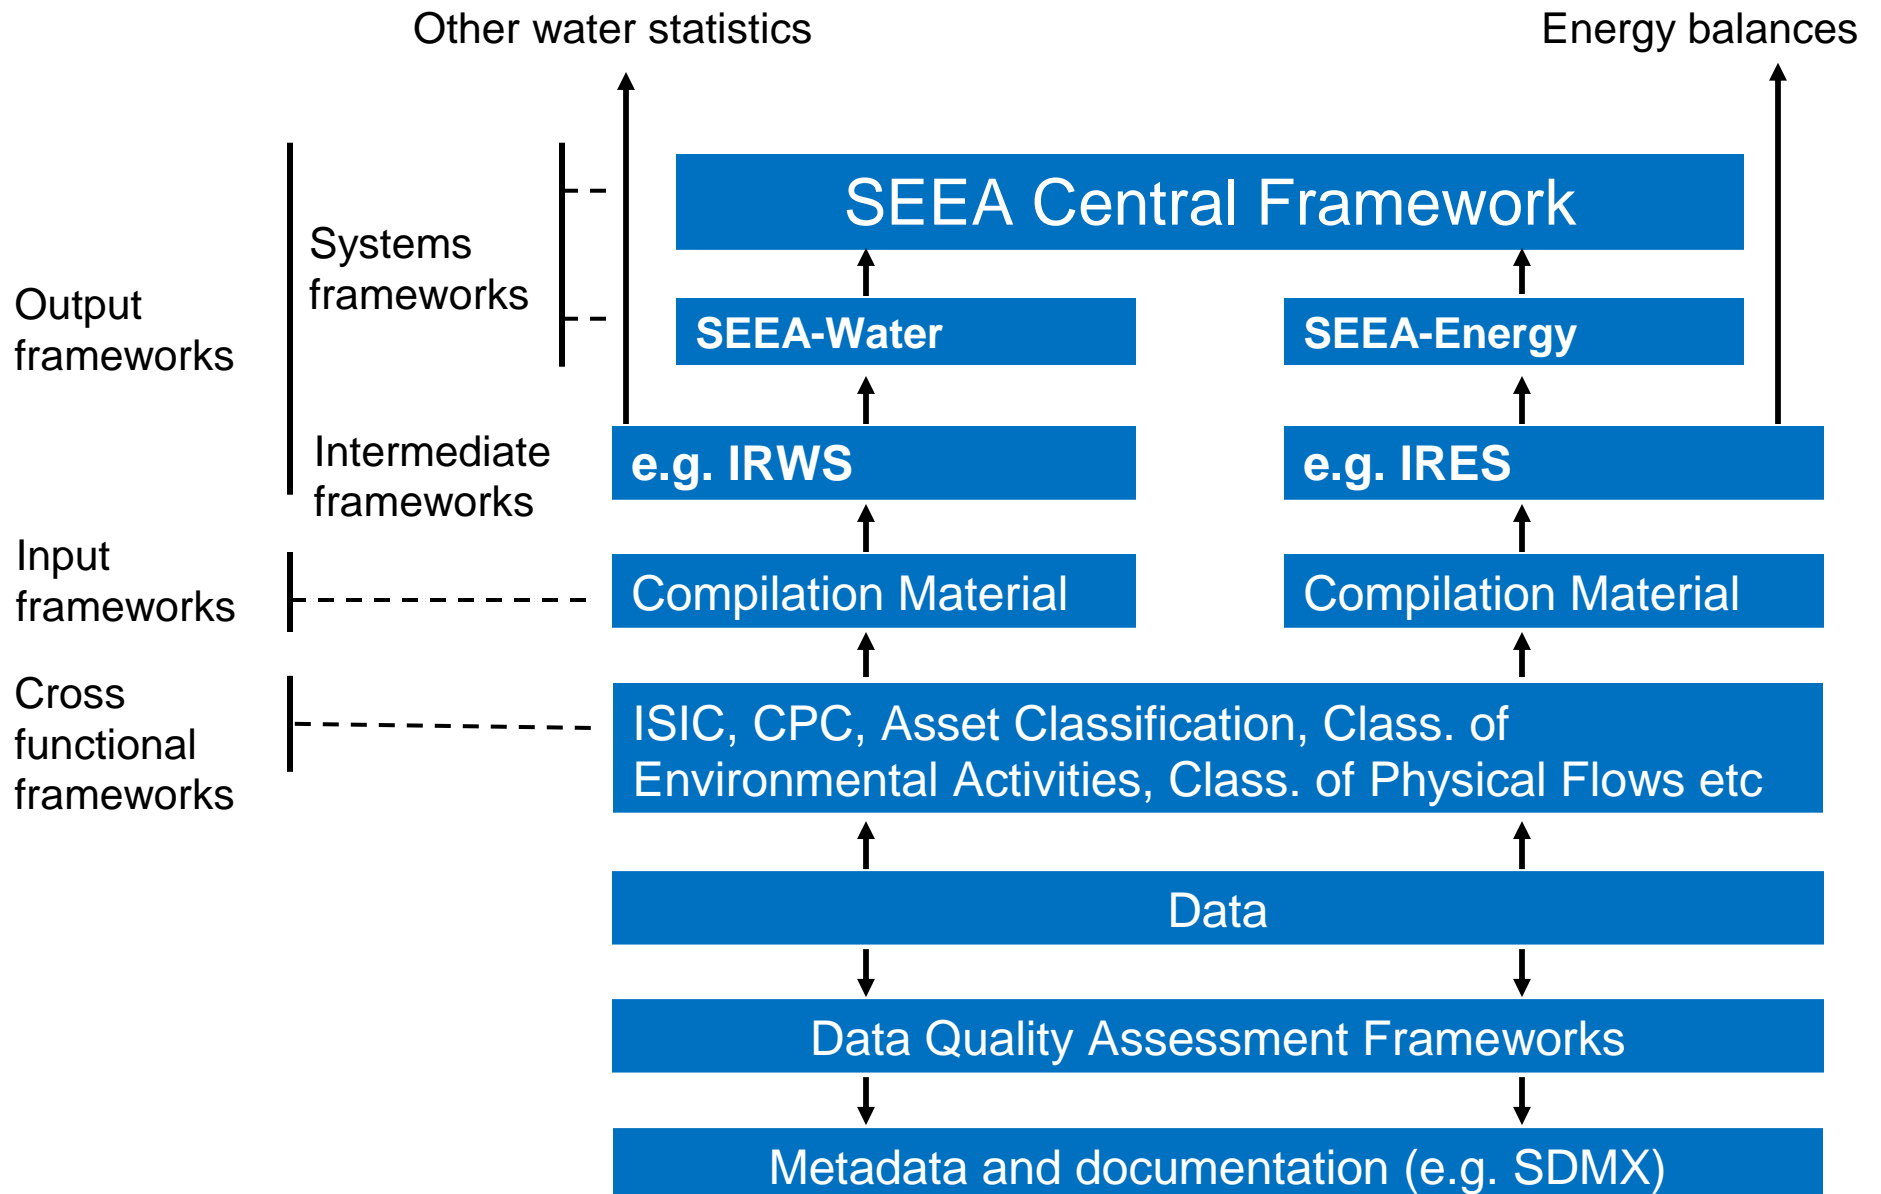 Other water statistics
Energy balances
SEEA Central Framework
Systems
frameworks
Output
frameworks
SEEA-Water
SEEA-Energy
Intermediate
frameworks
e.g. IRWS
e.g. IRES
Input
frameworks
Compilation Material
Compilation Material
Cross
functional
frameworks
ISIC, CPC, Asset Classification, Class. of
Environmental Activities, Class. of Physical Flows etc
Data
Data Quality Assessment Frameworks
Metadata and documentation (e.g. SDMX)